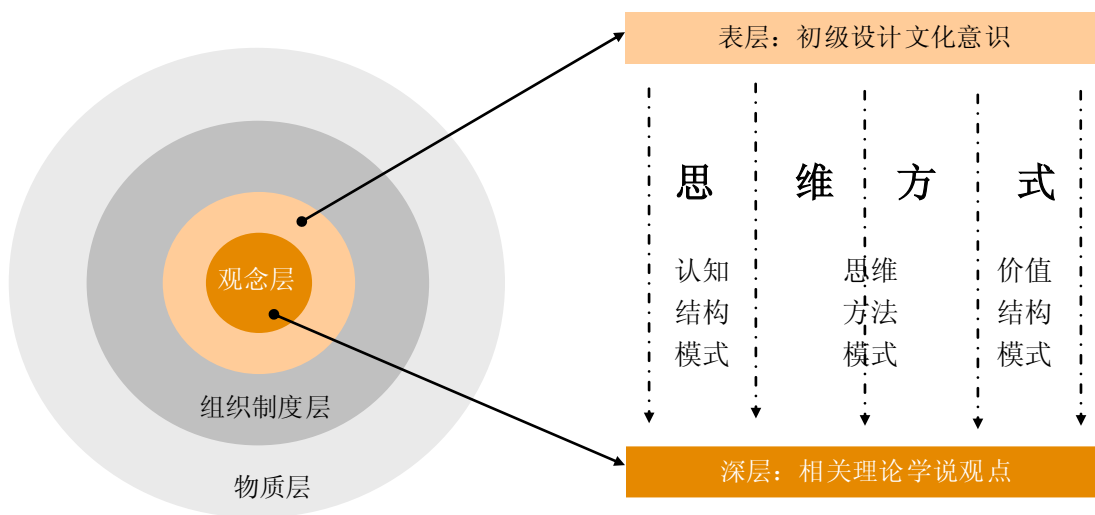 观念层
组织制度层
物质层
表层：初级设计文化意识
思 维 方 式
认知
结构
模式
思维
方法
模式
价值
结构
模式
深层：相关理论学说观点